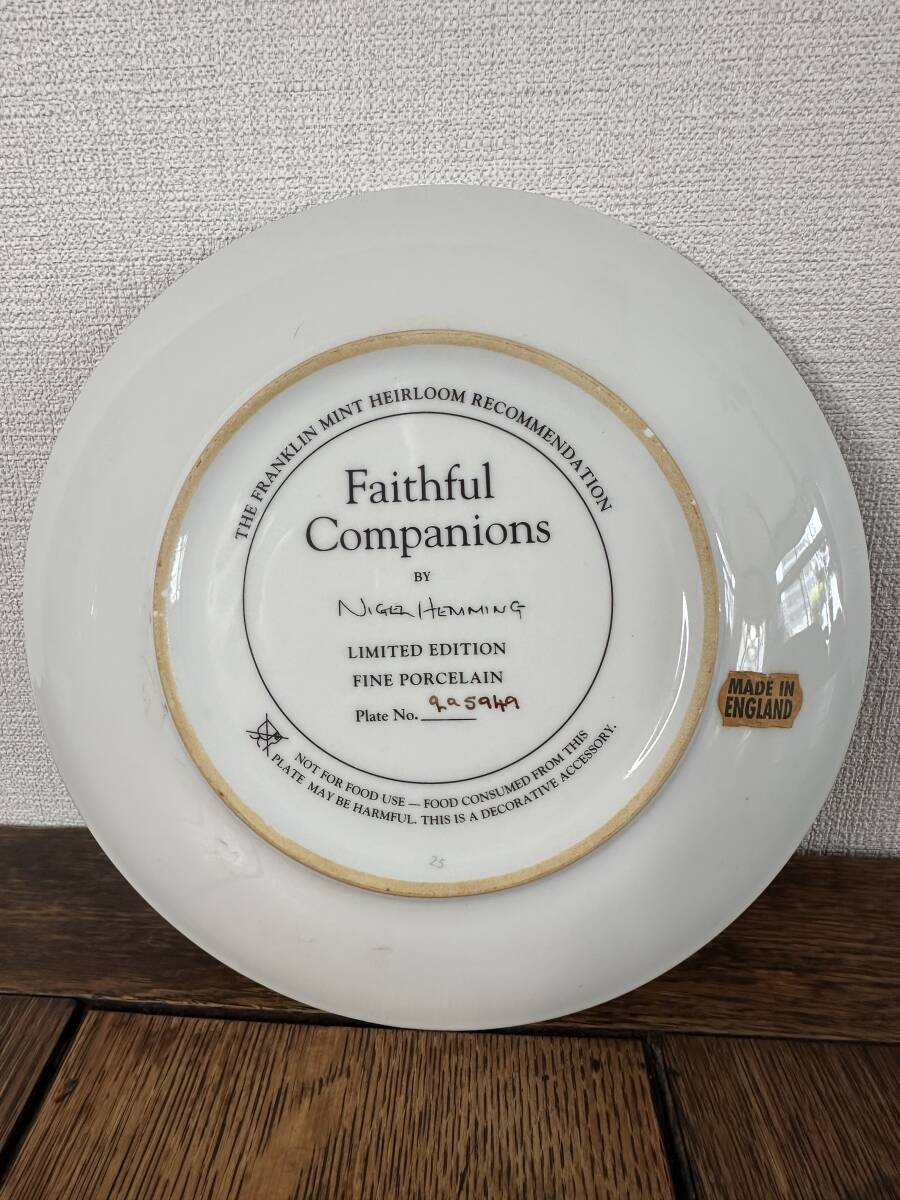 THE FRANKLIN MINT HEIRLOOM RECOMMENDATION
Faithful
Companions
BY
NIGEL HEMMING
LIMITED EDITION
FINE PORCELAIN
Plate No. 9a5949
NOT FOR FOOD USE — FOOD CONSUMED FROM THIS
PLATE MAY BE HARMFUL. THIS IS A DECORATIVE ACCESSORY.
25
MADE IN
ENGLAND